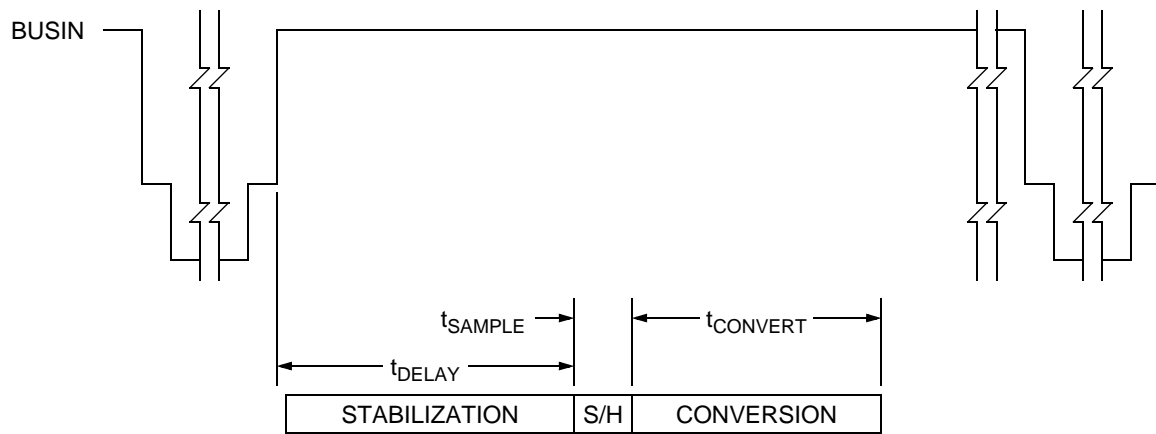 BUSIN
tSAMPLE
tCONVERT
tDELAY
STABILIZATION
S/H
CONVERSION